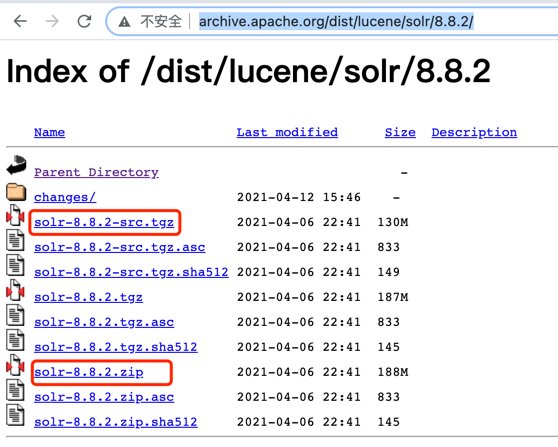 不安全 archive.apache.org/dist/lucene/solr/8.8.2/
Index of /dist/lucene/solr/8.8.2
Name Last modified Size Description
Parent Directory -
changes/ 2021-04-12 15:46 -
solr-8.8.2-src.tgz 2021-04-06 22:41 130M
solr-8.8.2-src.tgz.asc 2021-04-06 22:41 833
solr-8.8.2-src.tgz.sha512 2021-04-06 22:41 149
solr-8.8.2.tgz 2021-04-06 22:41 187M
solr-8.8.2.tgz.asc 2021-04-06 22:41 833
solr-8.8.2.tgz.sha512 2021-04-06 22:41 145
solr-8.8.2.zip 2021-04-06 22:41 188M
solr-8.8.2.zip.asc 2021-04-06 22:41 833
solr-8.8.2.zip.sha512 2021-04-06 22:41 145